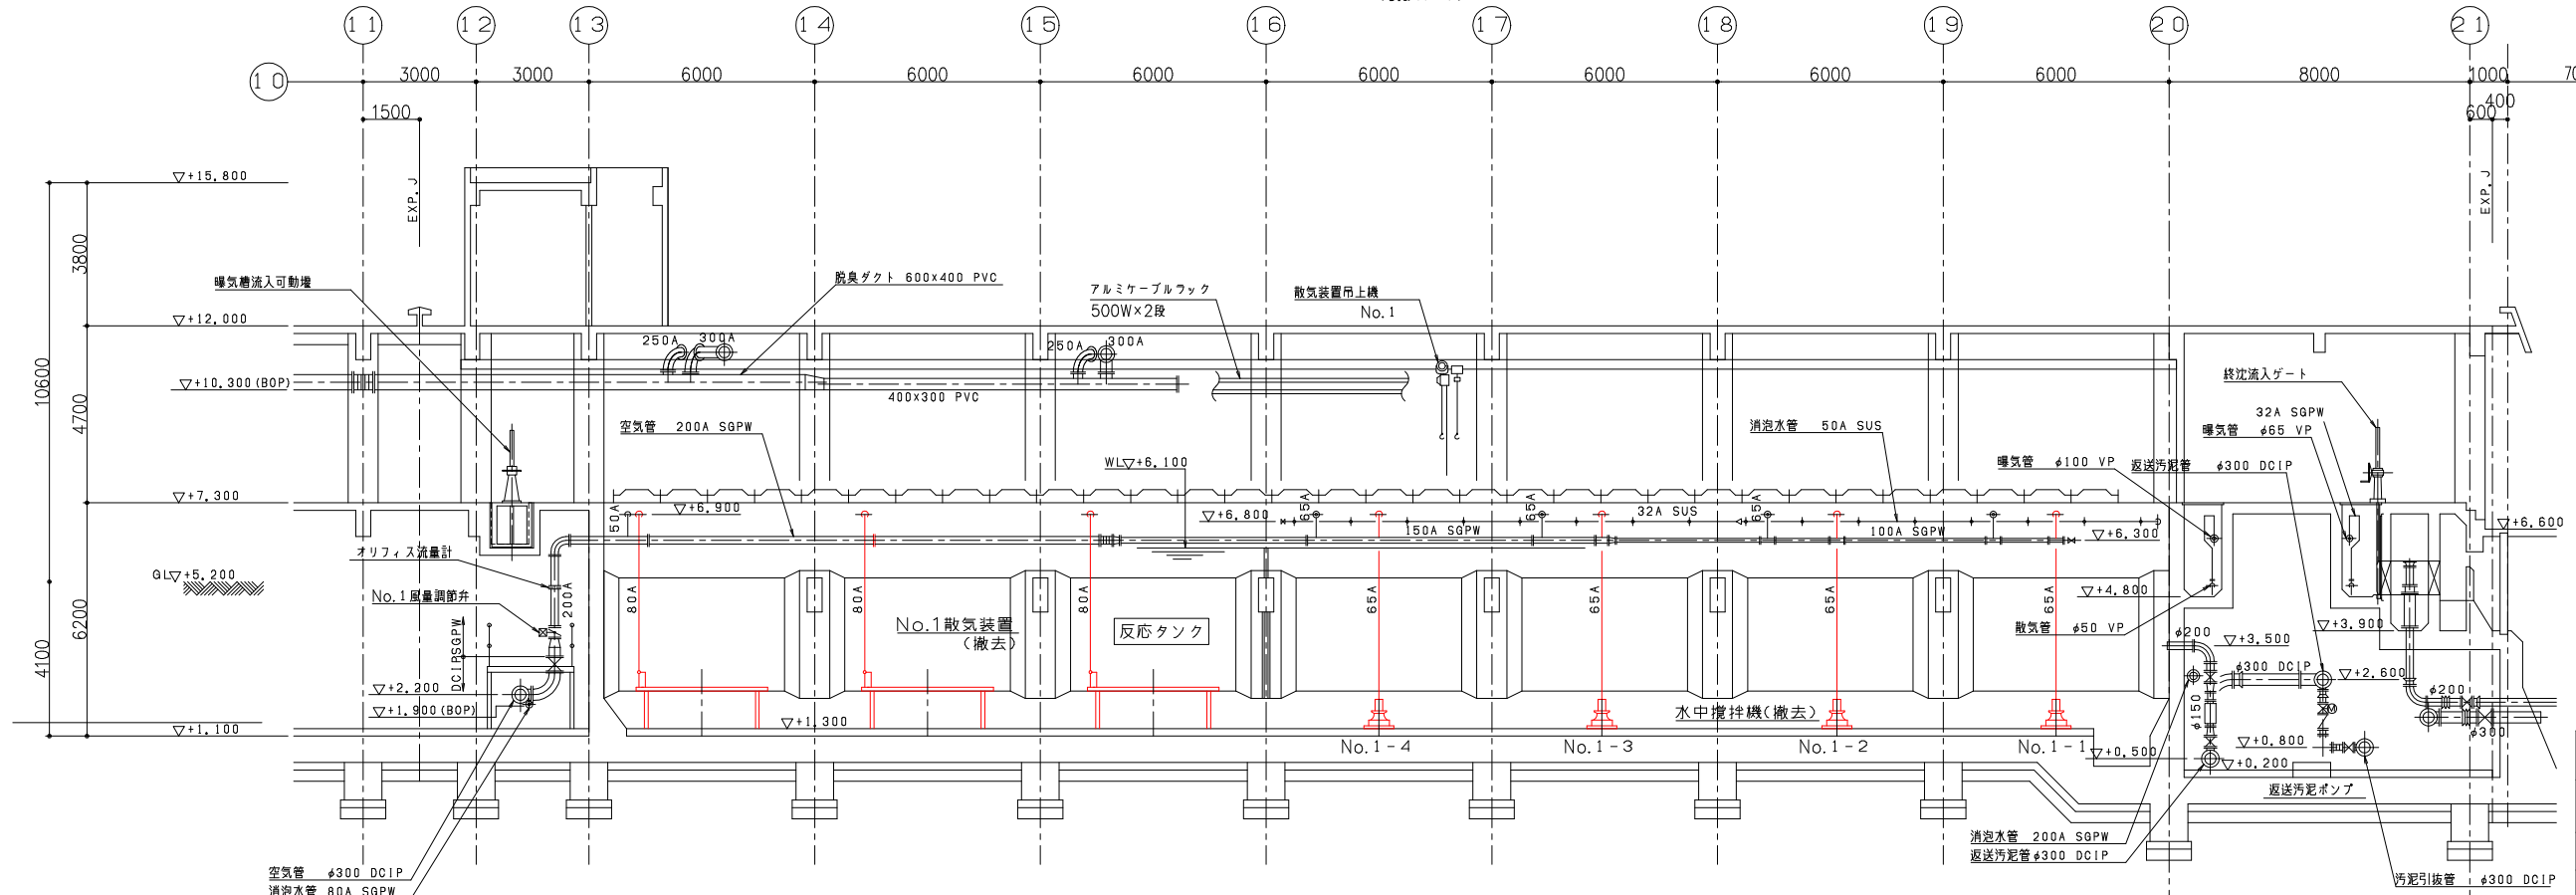 11
12
13
14
15
16
17
18
19
20
21
10
3000
3000
6000
6000
6000
6000
6000
6000
6000
8000
1000
1500
400
600
EXP.J
EXP.J
▽+15.800
3800
曝気槽流入可動堰
脱臭ダクト 600x400 PVC
アルミケーブルラック
500W×2段
散気装置吊上機
No.1
▽+12.000
250A
300A
250A
300A
▽+10.300(BOP)
400x300 PVC
終沈流入ゲート
10600
4700
空気管 200A SGPW
消泡水管 50A SUS
32A SGPW
曝気管 φ65 VP
WL▽+6.100
曝気管 φ100 VP
返送汚泥管 φ300 DCIP
▽+7.300
50A
▽+6.900
▽+6.800
65A
65A
32A SUS
65A
150A SGPW
100A SGPW
▽+6.300
▽+6.600
オリフィス流量計
GL▽+5.200
No.1風量調節弁
200A
80A
80A
80A
65A
65A
65A
65A
▽+4.800
6200
4100
DCIP
SGPW
No.1散気装置
(撤去)
反応タンク
散気管 φ50 VP
φ200
▽+3.500
▽+3.900
φ300 DCIP
▽+2.600
▽+2.200
▽+1.900(BOP)
▽+1.100
▽+1.300
水中撹拌機(撤去)
No.1-4
No.1-3
No.1-2
No.1-1
φ150
φ200
φ300
M
▽+0.800
▽+0.500
▽+0.200
返送汚泥ポンプ
消泡水管 200A SGPW
返送汚泥管φ300 DCIP
空気管 φ300 DCIP
消泡水管 80A SGPW
汚泥引抜管 φ300 DCIP